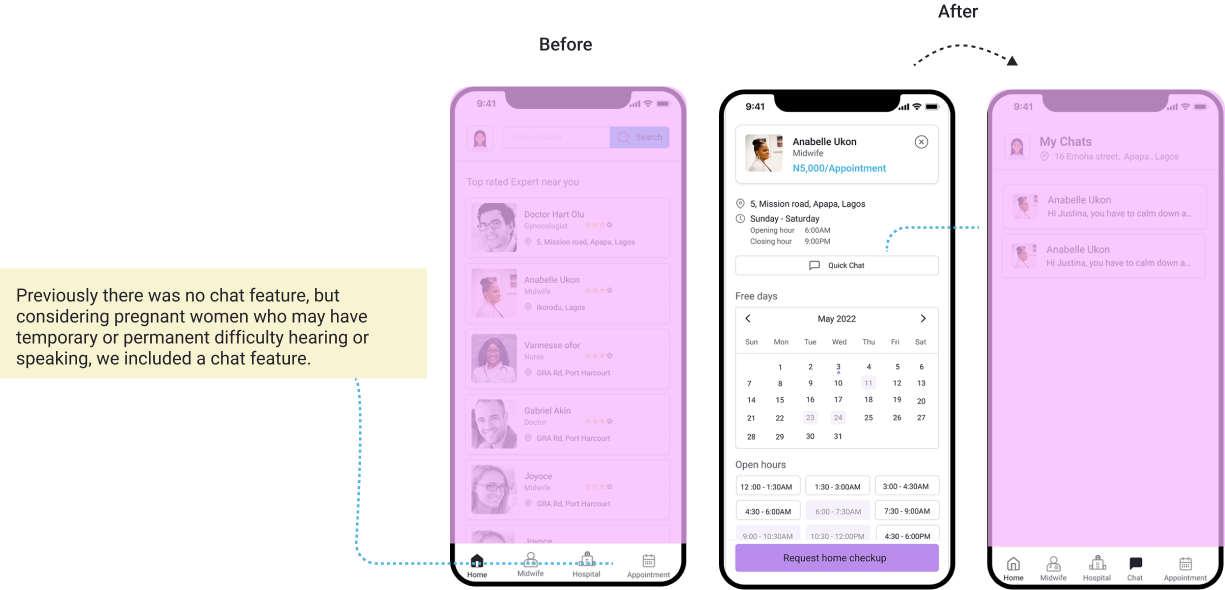 After
Before
Previously there was no chat feature, but
considering pregnant women who may have
temporary or permanent difficulty hearing or
speaking, we included a chat feature.
9:41
Find midwife Search
Top rated Expert near you
Doctor Hart Olu
Gynocologist
5, Mission road, Apapa, Lagos
Anabelle Ukon
Midwife
Ikorodu, Lagos
Vannesse ofor
Nurse
GRA Rd, Port Harcourt
Gabriel Akin
Doctor
GRA Rd, Port Harcourt
Joyoce
Midwife
GRA Rd, Port Harcourt
Joyoce
Home Midwife Hospital Appointment
9:41
Anabelle Ukon
Midwife
N5,000/Appointment
5, Mission road, Apapa, Lagos
Sunday - Saturday
Opening hour 6:00AM
Closing hour 9:00PM
Quick Chat
Free days
May 2022
Sun Mon Tue Wed Thu Fri Sat
1 2 3 4 5 6
7 8 9 10 11 12 13
14 15 16 17 18 19 20
21 22 23 24 25 26 27
28 29 30 31
Open hours
12 :00 - 1:30AM 1:30 - 3:00AM 3:00 - 4:30AM
4:30 - 6:00AM 6:00 - 7:30AM 7:30 - 9:00AM
9:00 - 10:30AM 10:30 - 12:00PM 4:30 - 6:00PM
Request home checkup
9:41
My Chats
16 Emoha street, Apapa , Lagos
Anabelle Ukon
Hi Justina, you have to calm down a...
Anabelle Ukon
Hi Justina, you have to calm down a...
Home Midwife Hospital Chat Appointment